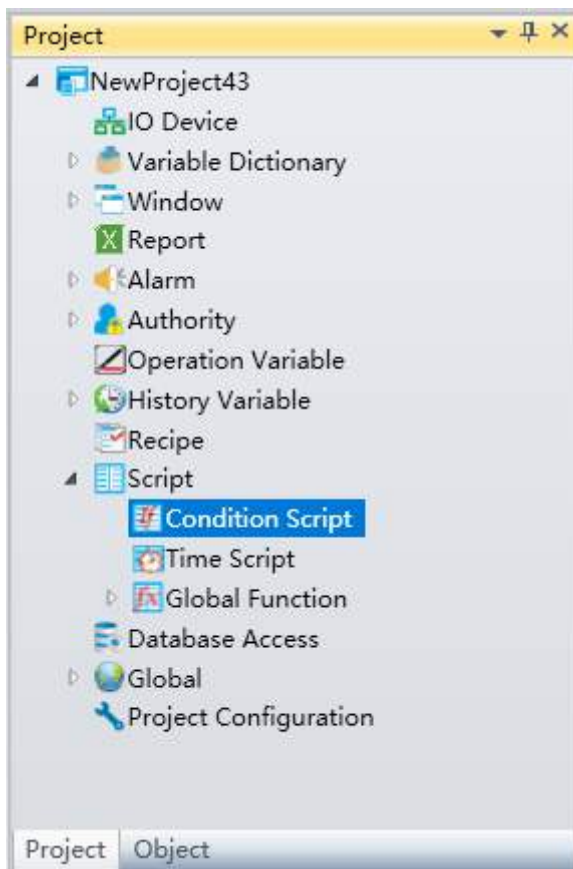 Project
NewProject43
IO Device
Variable Dictionary
Window
Report
Alarm
Authority
Operation Variable
History Variable
Recipe
Script
Condition Script
Time Script
Global Function
Database Access
Global
Project Configuration
Project Object